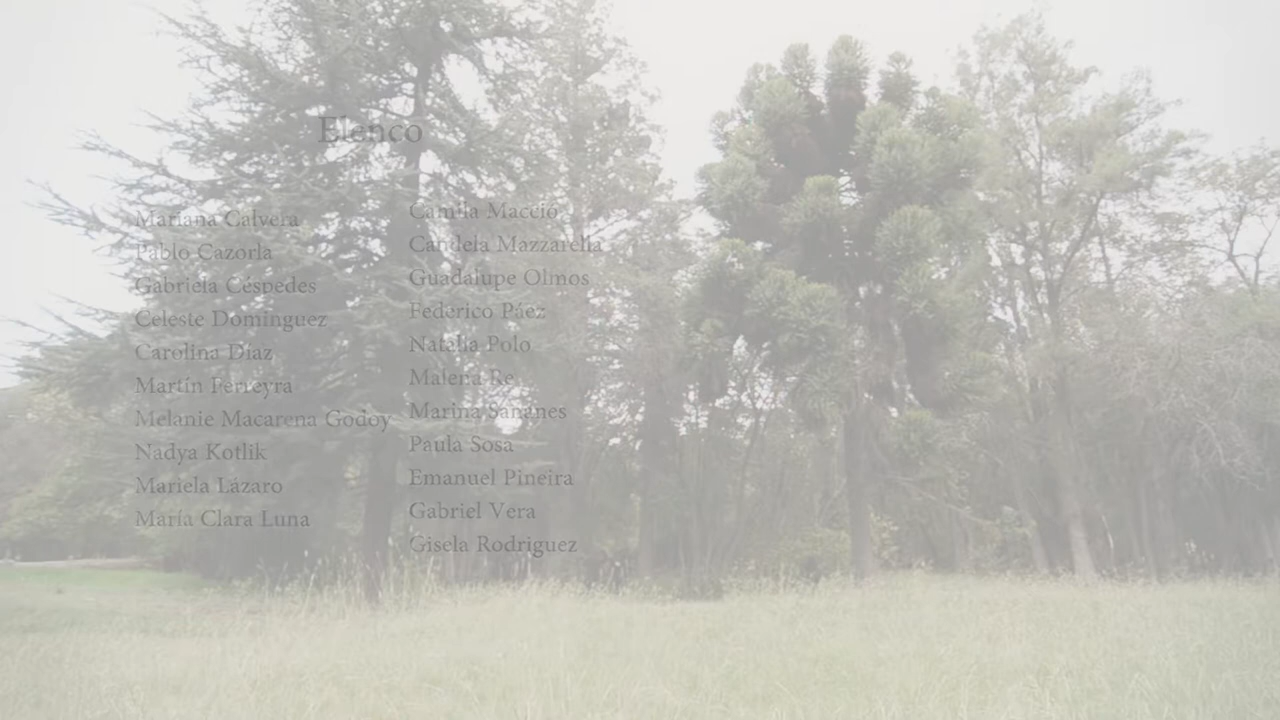 Elenco
Mariana Calvera
Pablo Cazorla
Gabriela Céspedes
Celeste Dominguez
Carolina Diaz
Martín Ferreyra
Melanie Macarena Godoy
Nadya Kotlik
Mariela Lázaro
María Clara Luna
Camila Macció
Candela Mazzarella
Guadalupe Olmos
Federico Páez
Natalia Polo
Malena Re
Marina Sananes
Paula Sosa
Emanuel Pineira
Gabriel Vera
Gisela Rodriguez